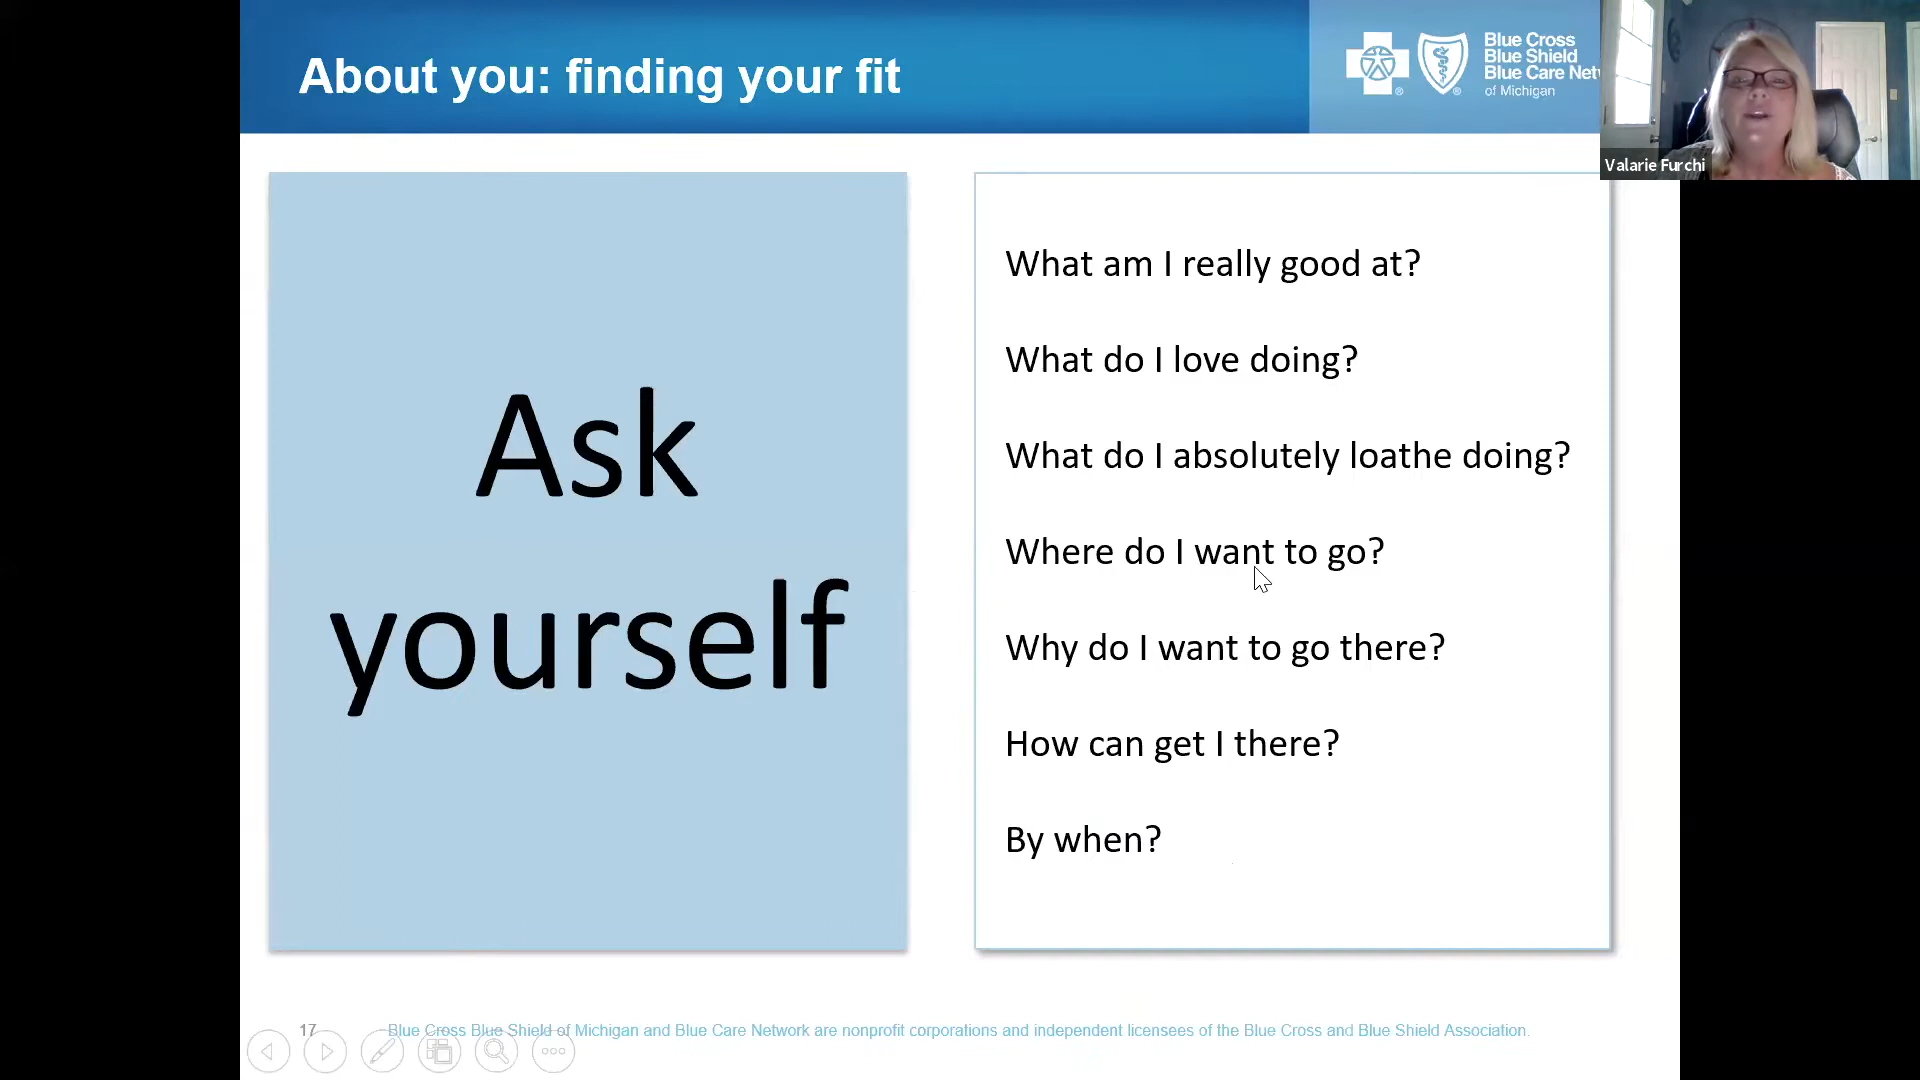 About you: finding your fit
Blue Cross
Blue Shield
Blue Care Net
of Michigan
Valarie Furchi
Ask
yourself
What am I really good at?
What do I love doing?
What do I absolutely loathe doing?
Where do I want to go?
Why do I want to go there?
How can get I there?
By when?
17
Blue Cross Blue Shield of Michigan and Blue Care Network are nonprofit corporations and independent licensees of the Blue Cross and Blue Shield Association.